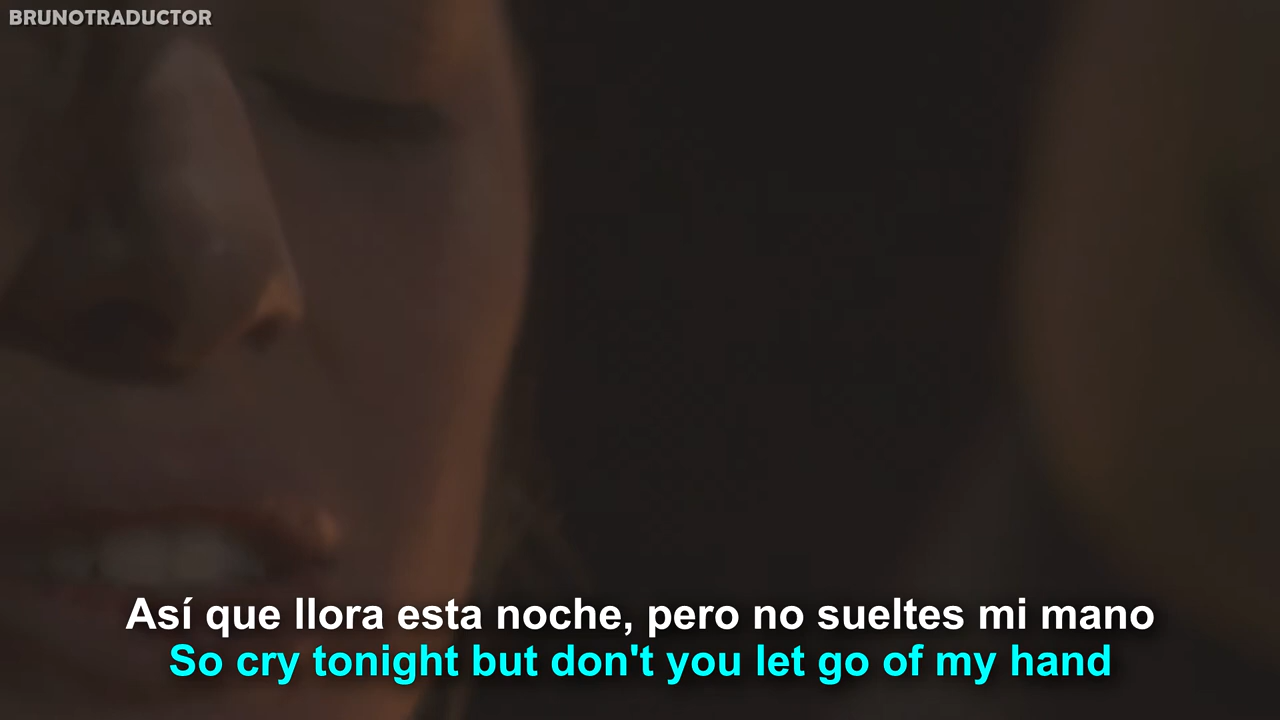 BRUNOTRADUCTOR
Así que llora esta noche, pero no sueltes mi mano
So cry tonight but don't you let go of my hand